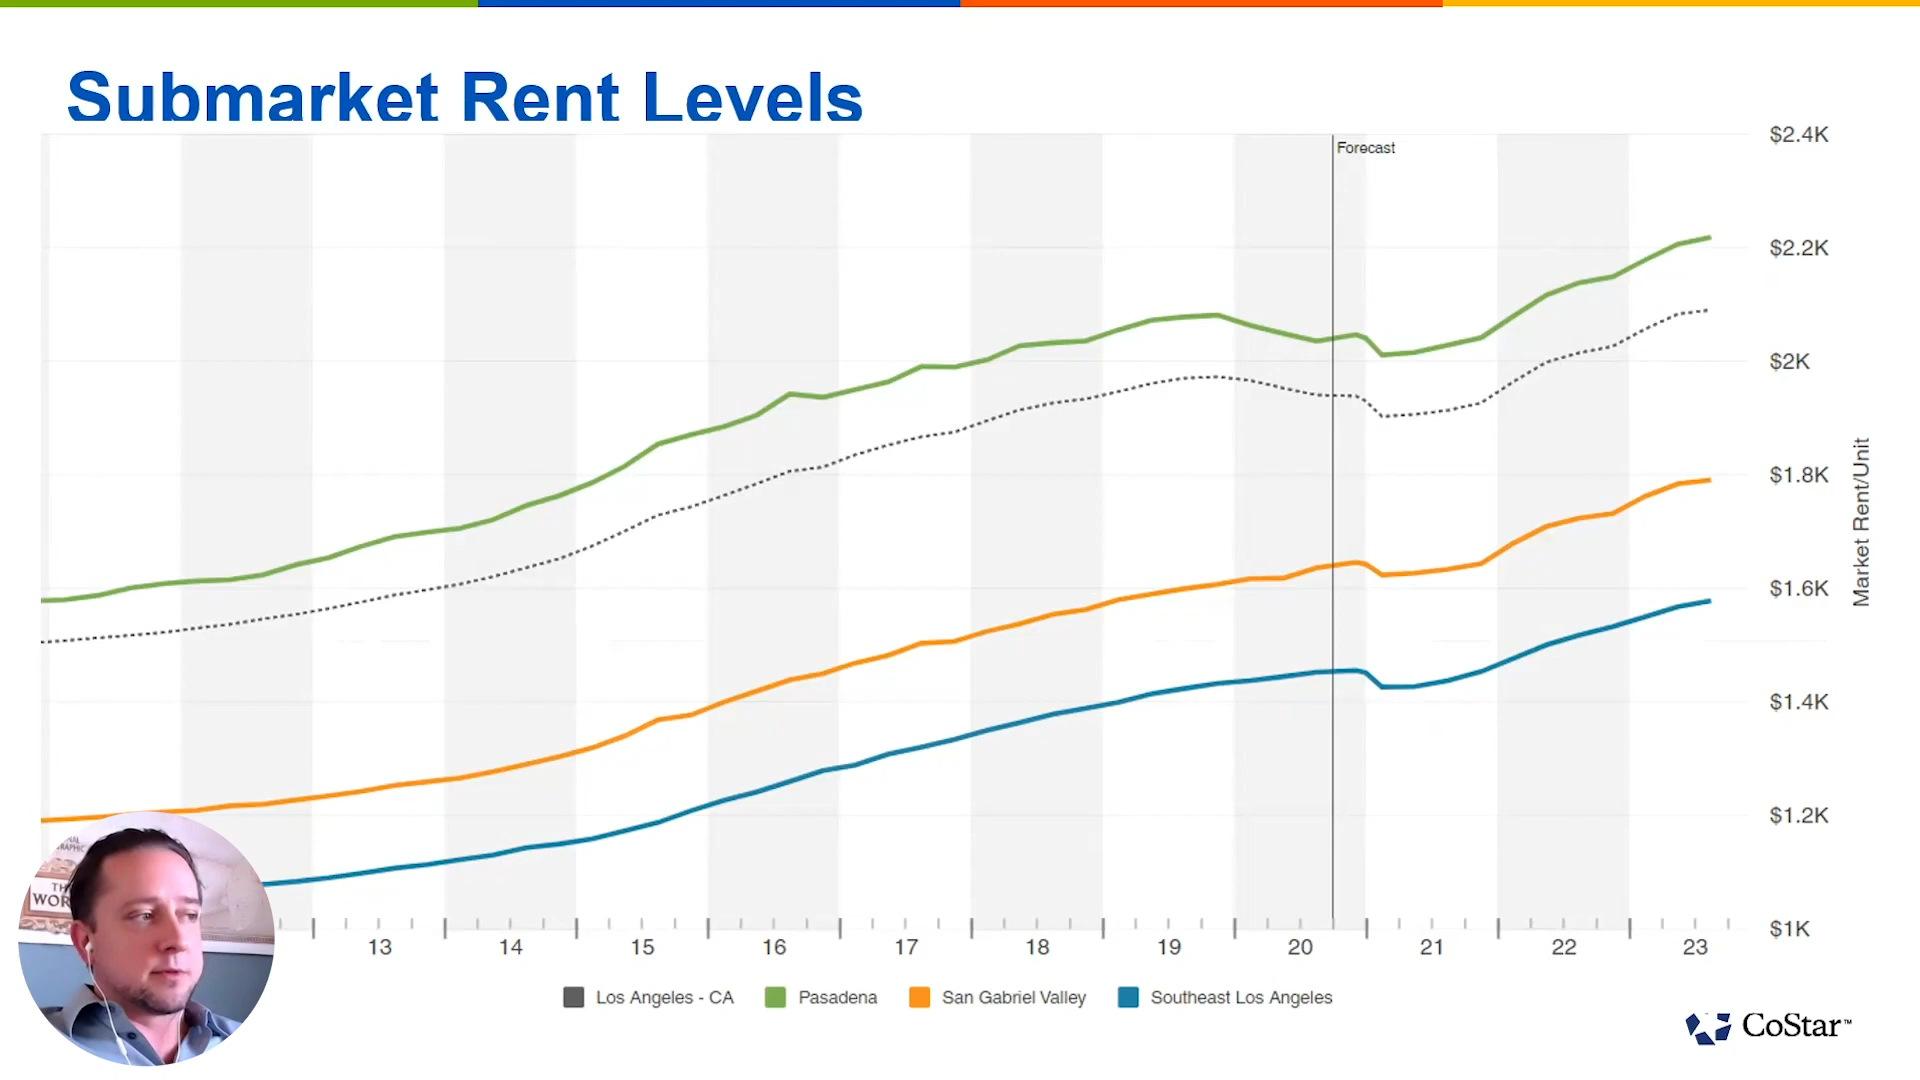 Submarket Rent Levels
Forecast
$2.4K
$2.2K
$2K
$1.8K
$1.6K
$1.4K
$1.2K
$1K
Market Rent/Unit
13 14 15 16 17 18 19 20 21 22 23
Los Angeles - CA Pasadena San Gabriel Valley Southeast Los Angeles
CoStar™